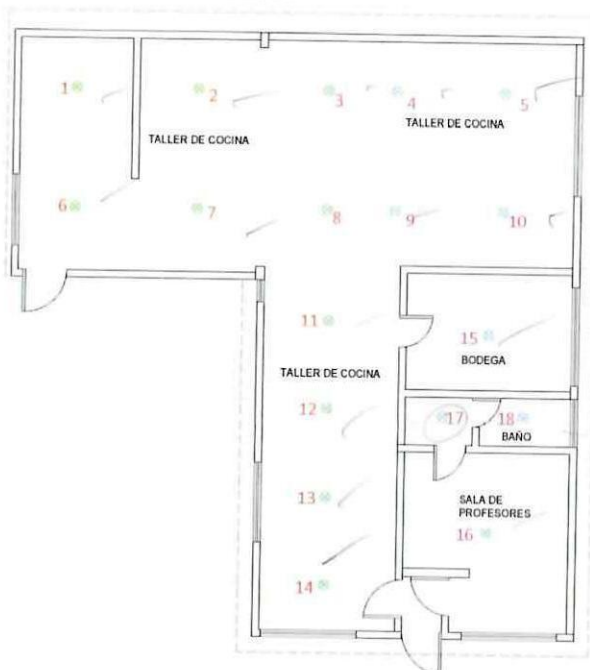 1 2 3 4 5
TALLER DE COCINA TALLER DE COCINA
6 7 8 9 10
11
15
BODEGA
TALLER DE COCINA
12
17 18
BAÑO
13
SALA DE
PROFESORES
16
14